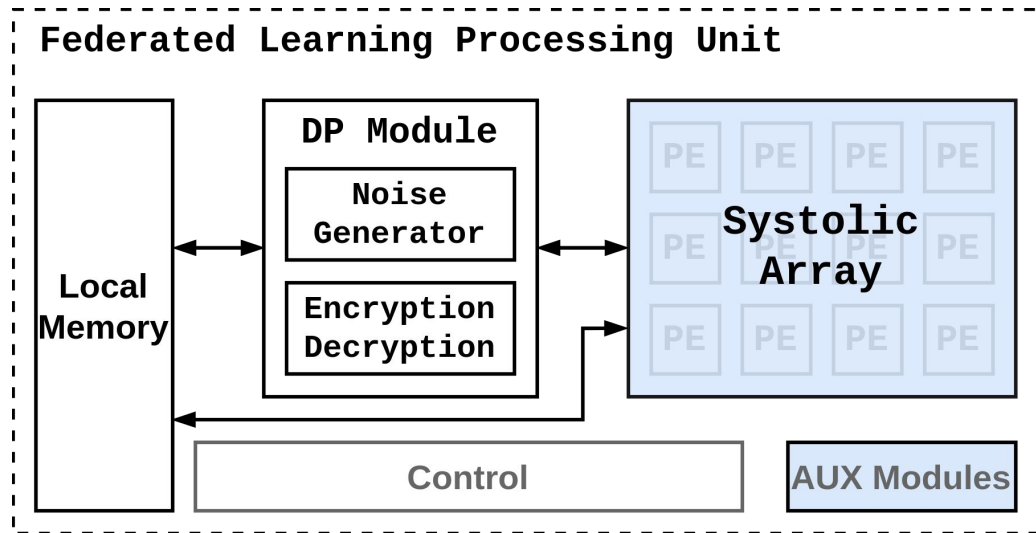 Federated Learning Processing Unit
DP Module
Noise
Generator
Encryption
Decryption
Local
Memory
PE PE PE PE
Systolic
PE PE PE PE
Array
PE PE PE PE
Control
AUX Modules